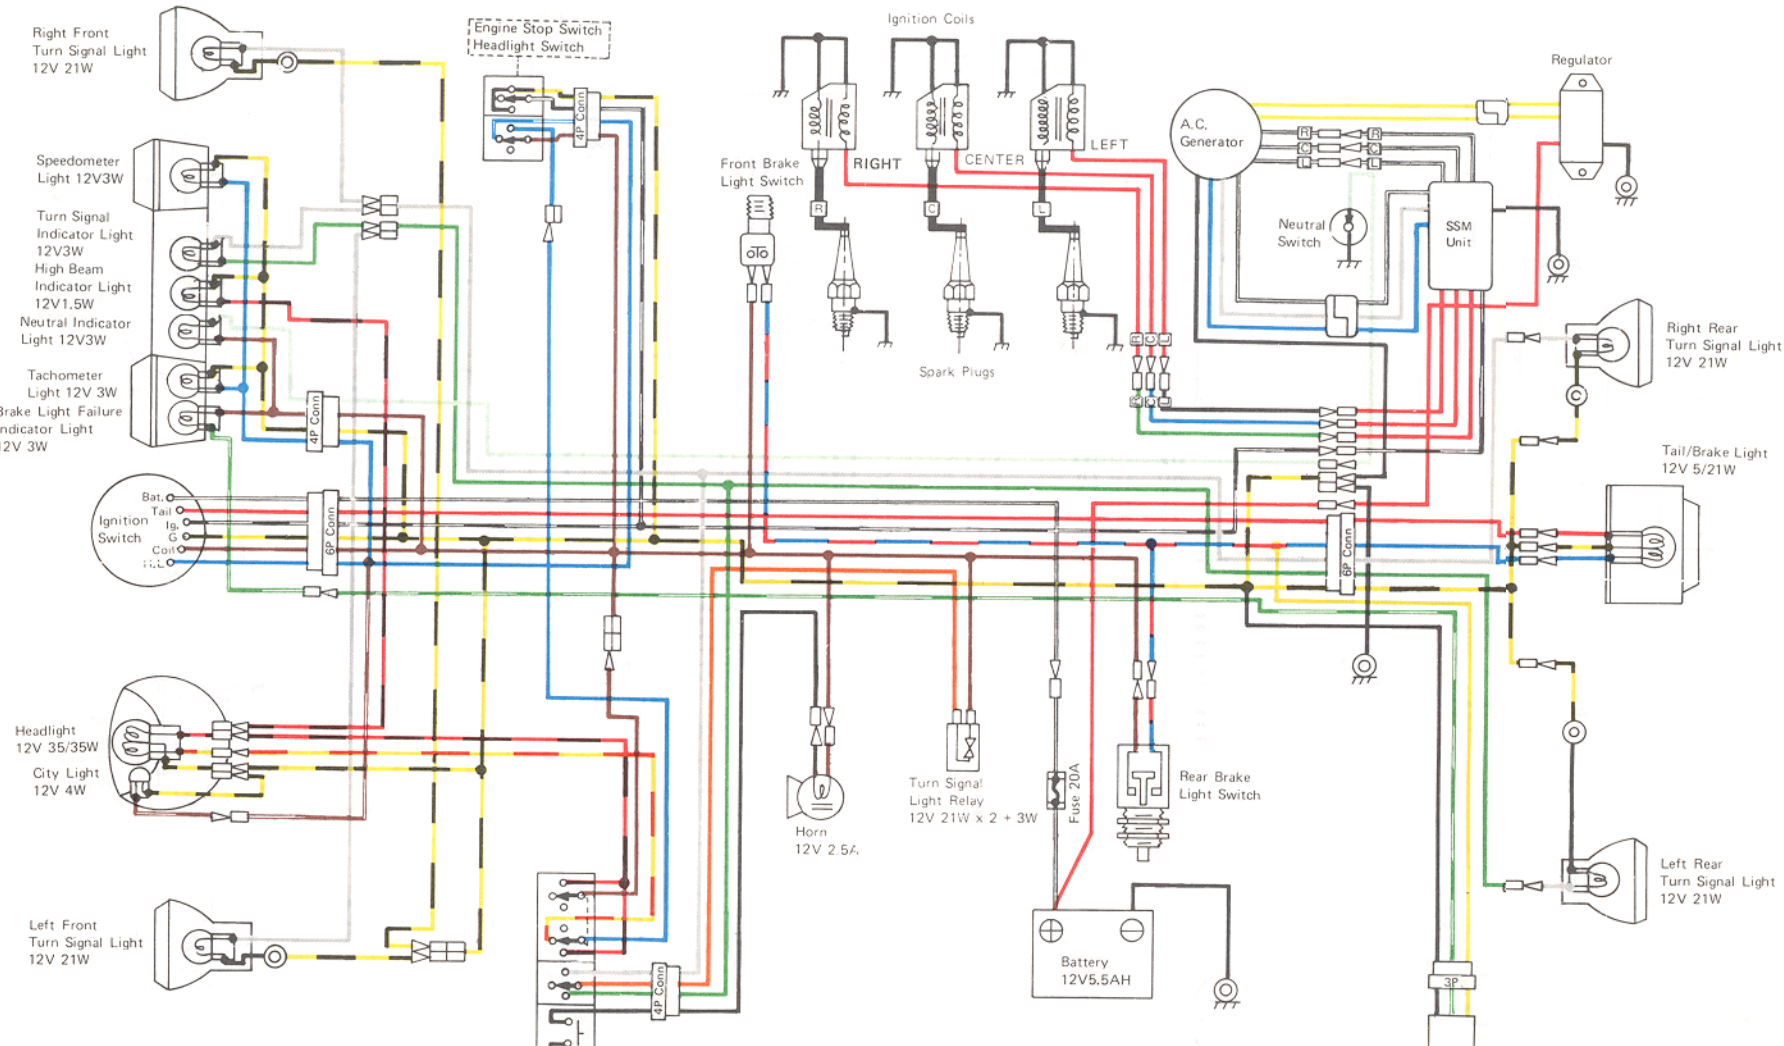 Right Front
Turn Signal Light
12V 21W
Engine Stop Switch
Headlight Switch
4P Conn
Ignition Coils
RIGHT
CENTER
LEFT
R
C
L
Spark Plugs
Front Brake
Light Switch
A.C.
Generator
R
R
C
C
L
L
Regulator
Neutral
Switch
SSM
Unit
Speedometer
Light 12V3W
Turn Signal
Indicator Light
12V3W
High Beam
Indicator Light
12V1.5W
Neutral Indicator
Light 12V3W
Tachometer
Light 12V 3W
Brake Light Failure
Indicator Light
12V 3W
4P Conn
R
C
L
R
C
L
Right Rear
Turn Signal Light
12V 21W
Tail/Brake Light
12V 5/21W
Ignition
Switch
Bat.
Tail
Ig.
G
Coil
6P Conn
6P Conn
Headlight
12V 35/35W
City Light
12V 4W
Horn
12V 2.5A
Turn Signal
Light Relay
12V 21W x 2 + 3W
Fuse 20A
Rear Brake
Light Switch
Left Front
Turn Signal Light
12V 21W
4P Conn
Battery
12V5.5AH
3P
Left Rear
Turn Signal Light
12V 21W